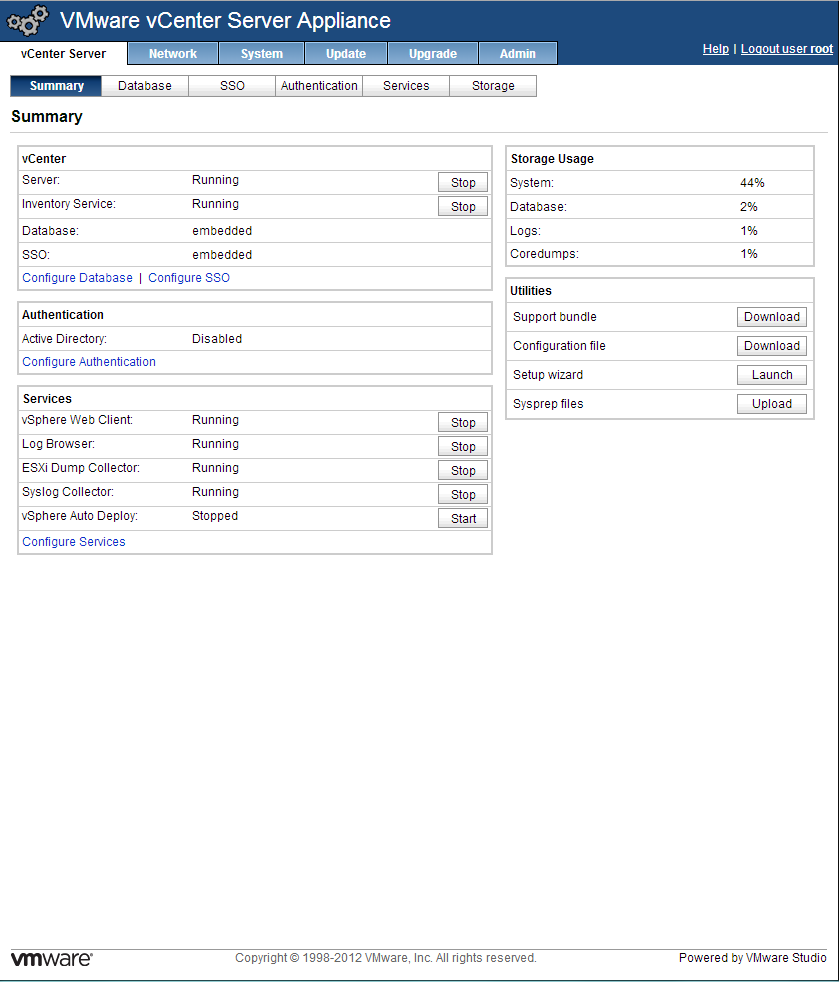 VMware vCenter Server Appliance
vCenter Server Network System Update Upgrade Admin
Help | Logout user root
Summary Database SSO Authentication Services Storage
Summary
vCenter
Server: Running Stop
Inventory Service: Running Stop
Database: embedded
SSO: embedded
Configure Database | Configure SSO
Authentication
Active Directory: Disabled
Configure Authentication
Services
vSphere Web Client: Running Stop
Log Browser: Running Stop
ESXi Dump Collector: Running Stop
Syslog Collector: Running Stop
vSphere Auto Deploy: Stopped Start
Configure Services
Storage Usage
System: 44%
Database: 2%
Logs: 1%
Coredumps: 1%
Utilities
Support bundle Download
Configuration file Download
Setup wizard Launch
Sysprep files Upload
vmware® Copyright © 1998-2012 VMware, Inc. All rights reserved. Powered by VMware Studio